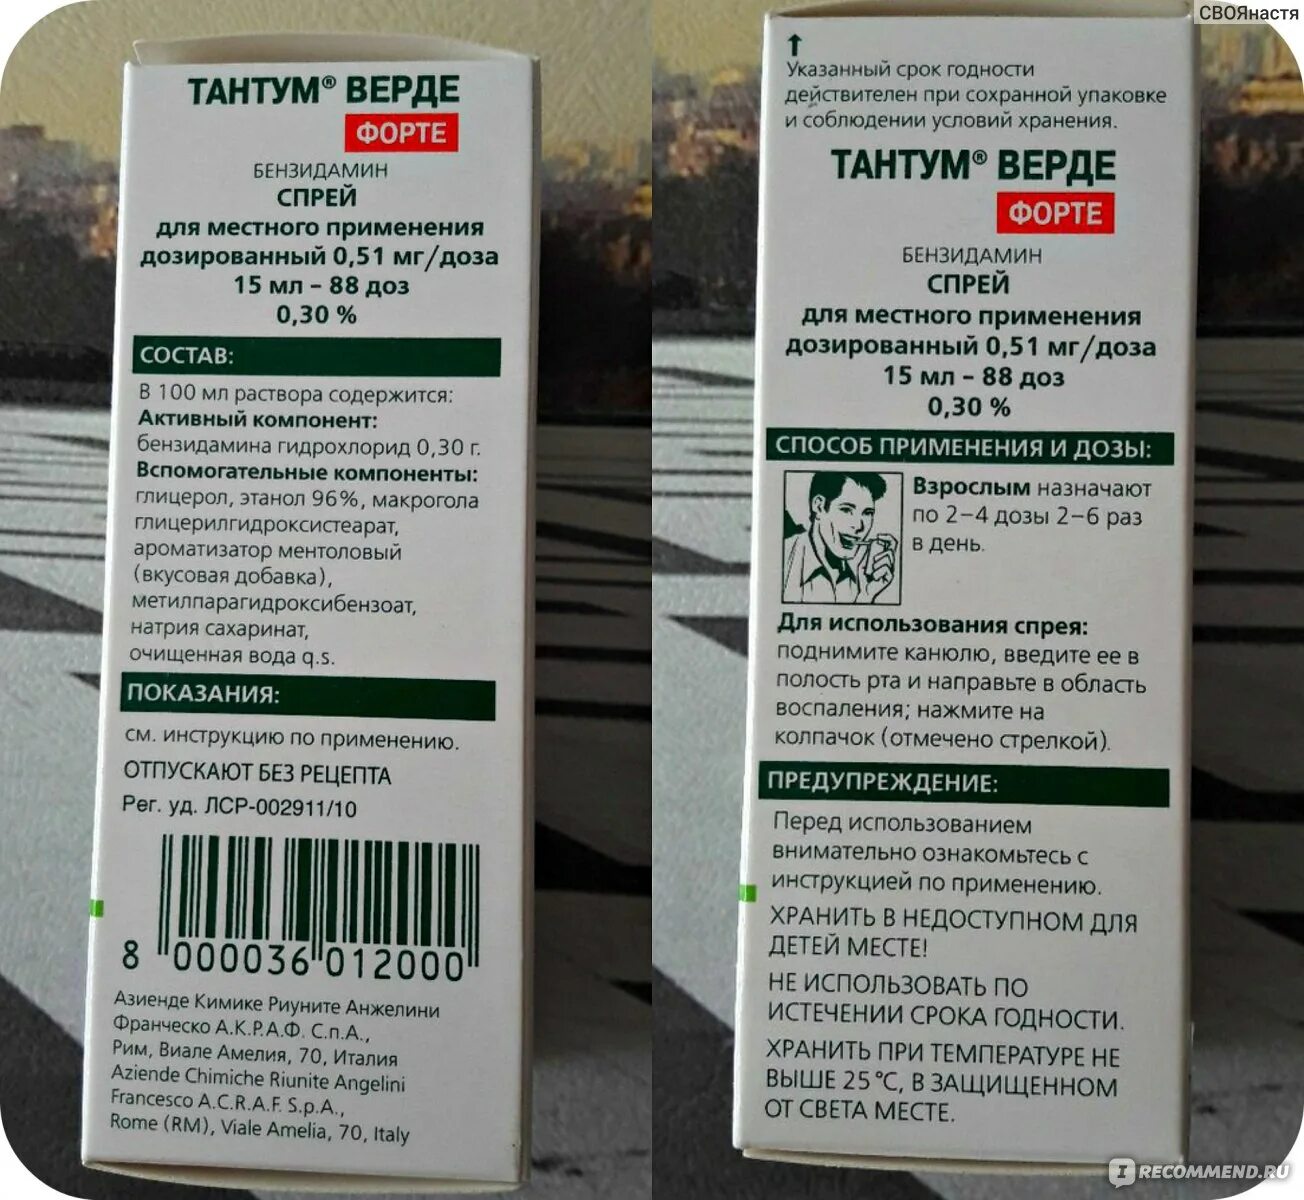 ТАНТУМ® ВЕРДЕ
ФОРТЕ
БЕНЗИДАМИН
СПРЕЙ
для местного применения
дозированный 0,51 мг/доза
15 мл – 88 доз
0,30 %
СОСТАВ:
В 100 мл раствора содержится:
Активный компонент:
бензидамина гидрохлорид 0,30 г.
Вспомогательные компоненты:
глицерол, этанол 96%, макрогола
глицерилгидроксистеарат,
ароматизатор ментоловый
(вкусовая добавка),
метилпарагидроксибензоат,
натрия сахаринат,
очищенная вода q.s.
ПОКАЗАНИЯ:
см. инструкцию по применению.
ОТПУСКАЮТ БЕЗ РЕЦЕПТА
Рег. уд. ЛСР-002911/10
8 000036 012000
Азиенде Кимике Риуните Анжелини
Франческо А.К.Р.А.Ф. С.п.А.,
Рим, Виале Амелия, 70, Италия
Aziende Chimiche Riunite Angelini
Francesco A.C.R.A.F. S.p.A.,
Rome (RM), Viale Amelia, 70, Italy
СВОЯнастя
Указанный срок годности
действителен при сохранной упаковке
и соблюдении условий хранения.
ТАНТУМ® ВЕРДЕ
ФОРТЕ
БЕНЗИДАМИН
СПРЕЙ
для местного применения
дозированный 0,51 мг/доза
15 мл – 88 доз
0,30 %
СПОСОБ ПРИМЕНЕНИЯ И ДОЗЫ:
Взрослым назначают
по 2–4 дозы 2–6 раз
в день.
Для использования спрея:
поднимите канюлю, введите ее в
полость рта и направьте в область
воспаления; нажмите на
колпачок (отмечено стрелкой).
ПРЕДУПРЕЖДЕНИЕ:
Перед использованием
внимательно ознакомьтесь с
инструкцией по применению.
ХРАНИТЬ В НЕДОСТУПНОМ ДЛЯ
ДЕТЕЙ МЕСТЕ!
НЕ ИСПОЛЬЗОВАТЬ ПО
ИСТЕЧЕНИИ СРОКА ГОДНОСТИ.
ХРАНИТЬ ПРИ ТЕМПЕРАТУРЕ НЕ
ВЫШЕ 25 °С, В ЗАЩИЩЕННОМ
ОТ СВЕТА МЕСТЕ.
IRECOMMEND.RU